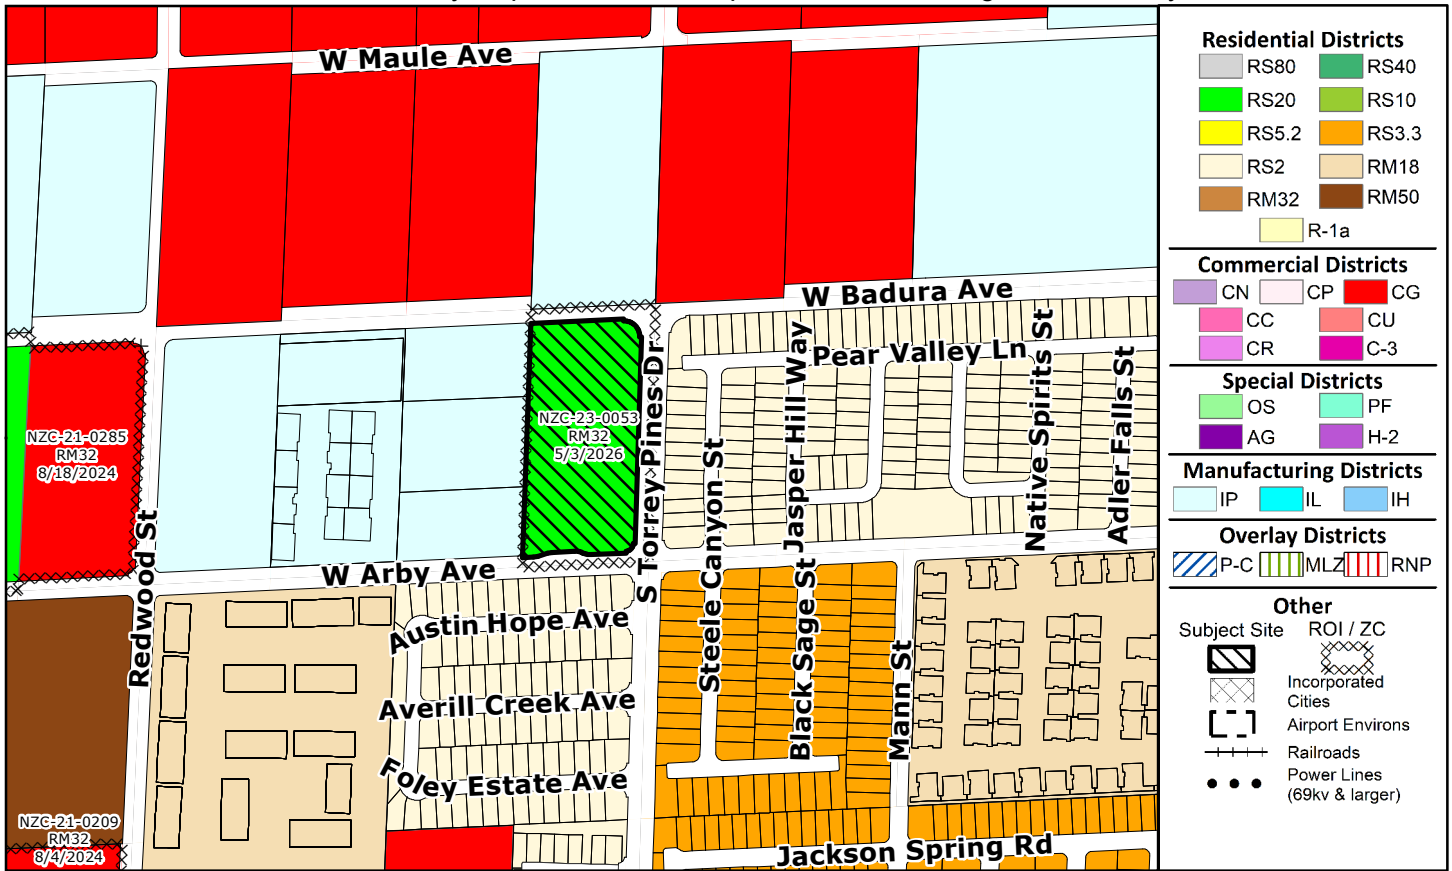 W Maule Ave
W Badura Ave
Pear Valley Ln
NZC-23-0053
RM32
5/3/2026
NZC-21-0285
RM32
8/18/2024
S Torrey Pines Dr
Steele Canyon St
Jasper Hill Way
Native Spirits St
Adler Falls St
Redwood St
W Arby Ave
Austin Hope Ave
Averill Creek Ave
Foley Estate Ave
Black Sage St
Mann St
Jackson Spring Rd
NZC-21-0209
RM32
8/4/2024
Residential Districts
RS80 RS40
RS20 RS10
RS5.2 RS3.3
RS2 RM18
RM32 RM50
R-1a
Commercial Districts
CN CP CG
CC CU
CR C-3
Special Districts
OS PF
AG H-2
Manufacturing Districts
IP IL IH
Overlay Districts
P-C MLZ RNP
Other
Subject Site ROI / ZC
Incorporated
Cities
Airport Environs
Railroads
Power Lines
(69kv & larger)